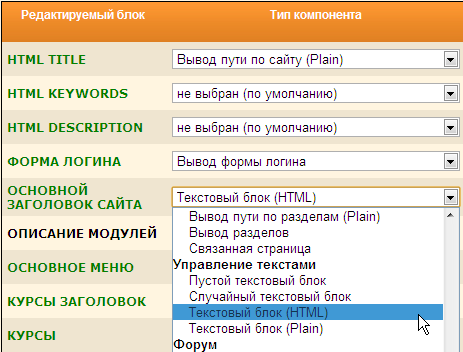 Редактируемый блок Тип компонента
HTML TITLE Вывод пути по сайту (Plain)
HTML KEYWORDS не выбран (по умолчанию)
HTML DESCRIPTION не выбран (по умолчанию)
ФОРМА ЛОГИНА Вывод формы логина
ОСНОВНОЙ
ЗАГОЛОВОК САЙТА
Текстовый блок (HTML)
Вывод пути по разделам (Plain)
ОПИСАНИЕ МОДУЛЕЙ
Вывод разделов
Связанная страница
Управление текстами
ОСНОВНОЕ МЕНЮ
Пустой текстовый блок
Случайный текстовый блок
КУРСЫ ЗАГОЛОВОК
Текстовый блок (HTML)
Текстовый блок (Plain)
КУРСЫ
Форум